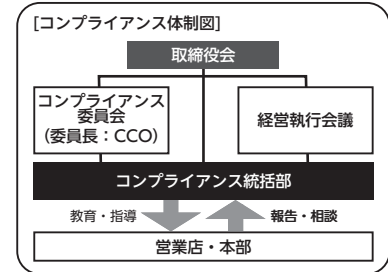 [コンプライアンス体制図]
取締役会
コンプライアンス
委員会
(委員長：CCO)
経営執行会議
コンプライアンス統括部
教育・指導
報告・相談
営業店・本部